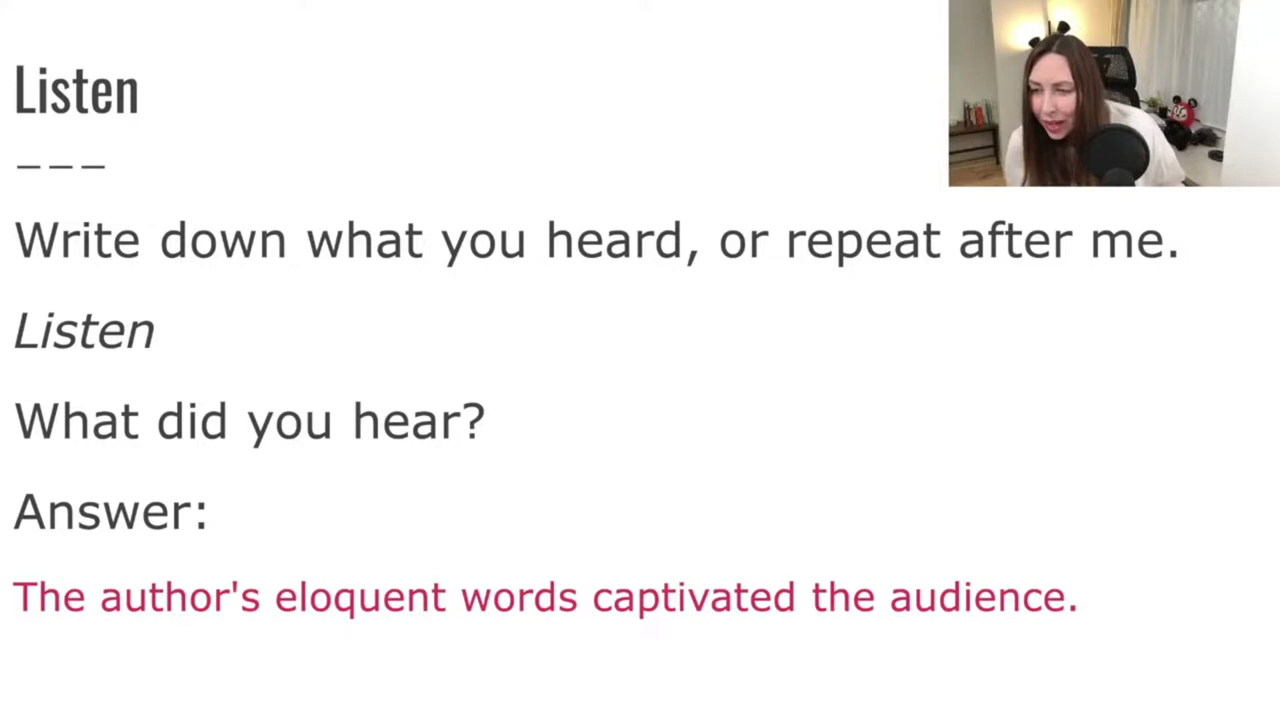 Listen
___
Write down what you heard, or repeat after me.
Listen
What did you hear?
Answer:
The author's eloquent words captivated the audience.